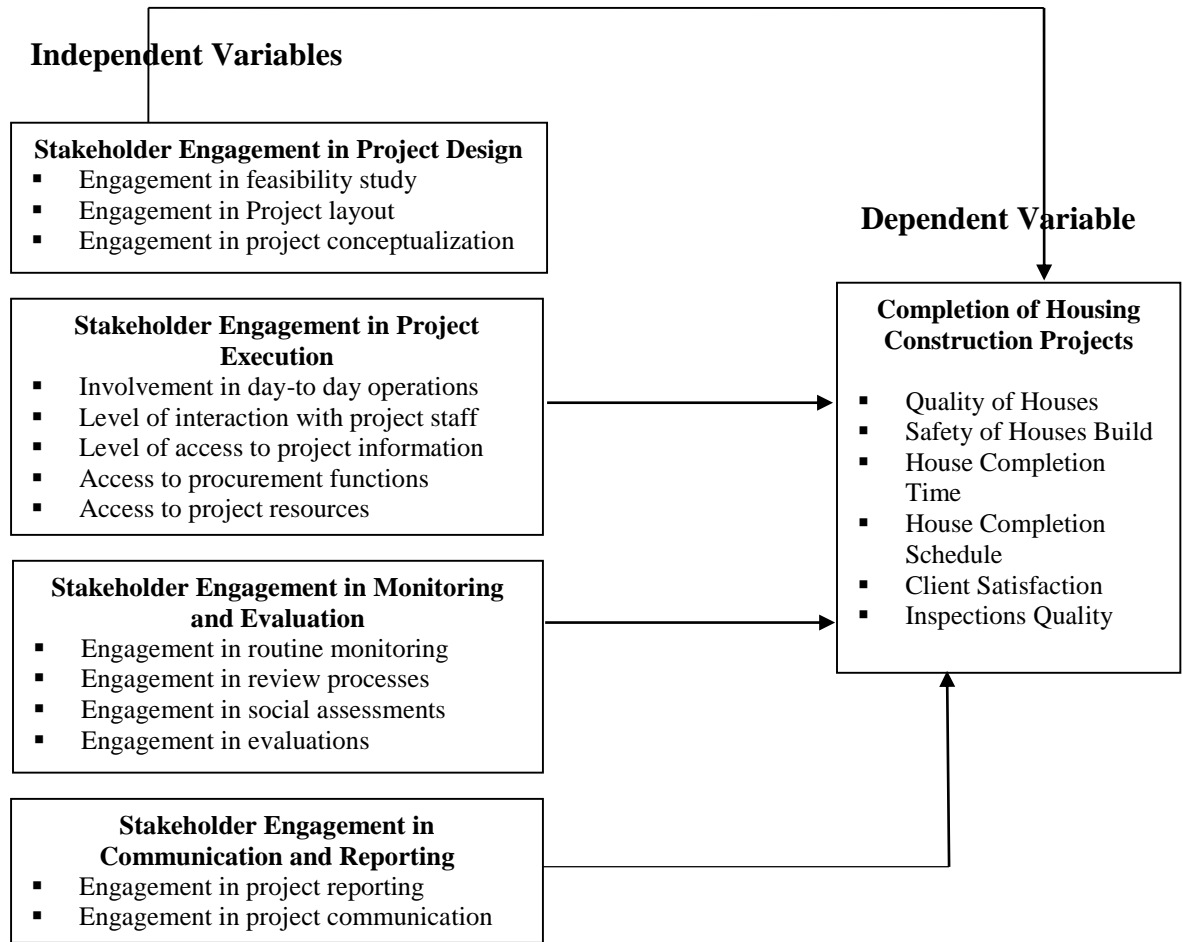 Independent Variables
Stakeholder Engagement in Project Design
▪ Engagement in feasibility study
▪ Engagement in Project layout
▪ Engagement in project conceptualization
Stakeholder Engagement in Project
Execution
▪ Involvement in day-to day operations
▪ Level of interaction with project staff
▪ Level of access to project information
▪ Access to procurement functions
▪ Access to project resources
Stakeholder Engagement in Monitoring
and Evaluation
▪ Engagement in routine monitoring
▪ Engagement in review processes
▪ Engagement in social assessments
▪ Engagement in evaluations
Stakeholder Engagement in
Communication and Reporting
▪ Engagement in project reporting
▪ Engagement in project communication
Dependent Variable
Completion of Housing
Construction Projects
▪ Quality of Houses
▪ Safety of Houses Build
▪ House Completion
Time
▪ House Completion
Schedule
▪ Client Satisfaction
▪ Inspections Quality